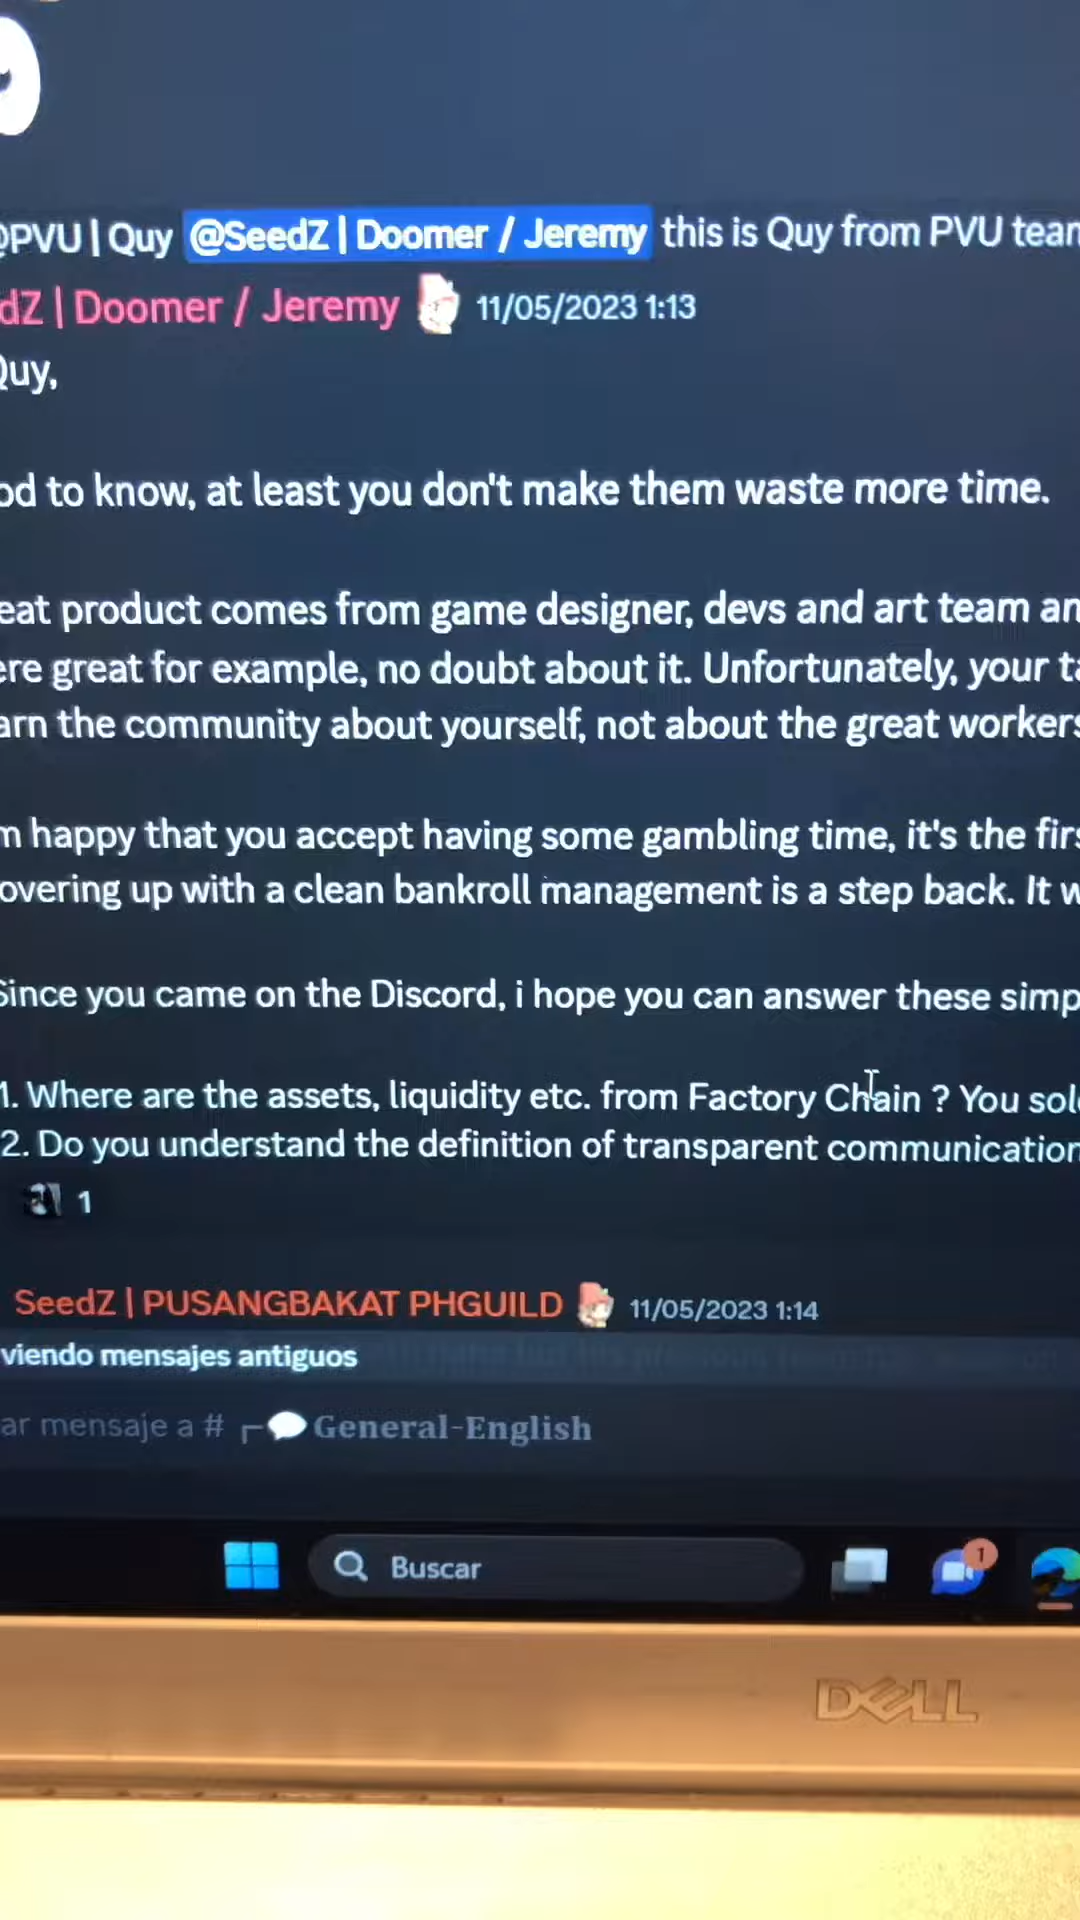 @PVU | Quy @SeedZ | Doomer / Jeremy this is Quy from PVU team
dZ | Doomer / Jeremy 11/05/2023 1:13
Quy,
od to know, at least you don't make them waste more time.
eat product comes from game designer, devs and art team an
ere great for example, no doubt about it. Unfortunately, your ta
arn the community about yourself, not about the great workers
m happy that you accept having some gambling time, it's the firs
overing up with a clean bankroll management is a step back. It w
Since you came on the Discord, i hope you can answer these simp
1. Where are the assets, liquidity etc. from Factory Chain ? You sol
2. Do you understand the definition of transparent communication
1
SeedZ | PUSANGBAKAT PHGUILD 11/05/2023 1:14
viendo mensajes antiguos
ar mensaje a # General-English
Buscar
1
DELL